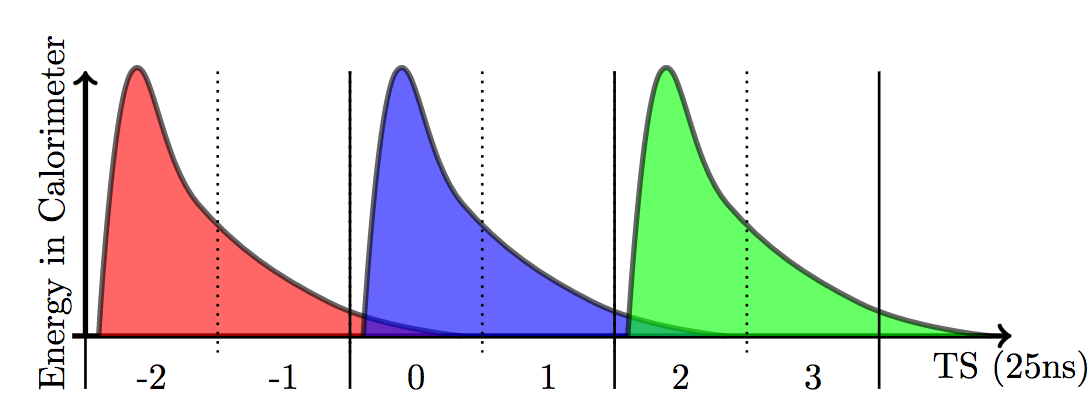 Energy in Calorimeter
-2 -1 0 1 2 3
TS (25ns)